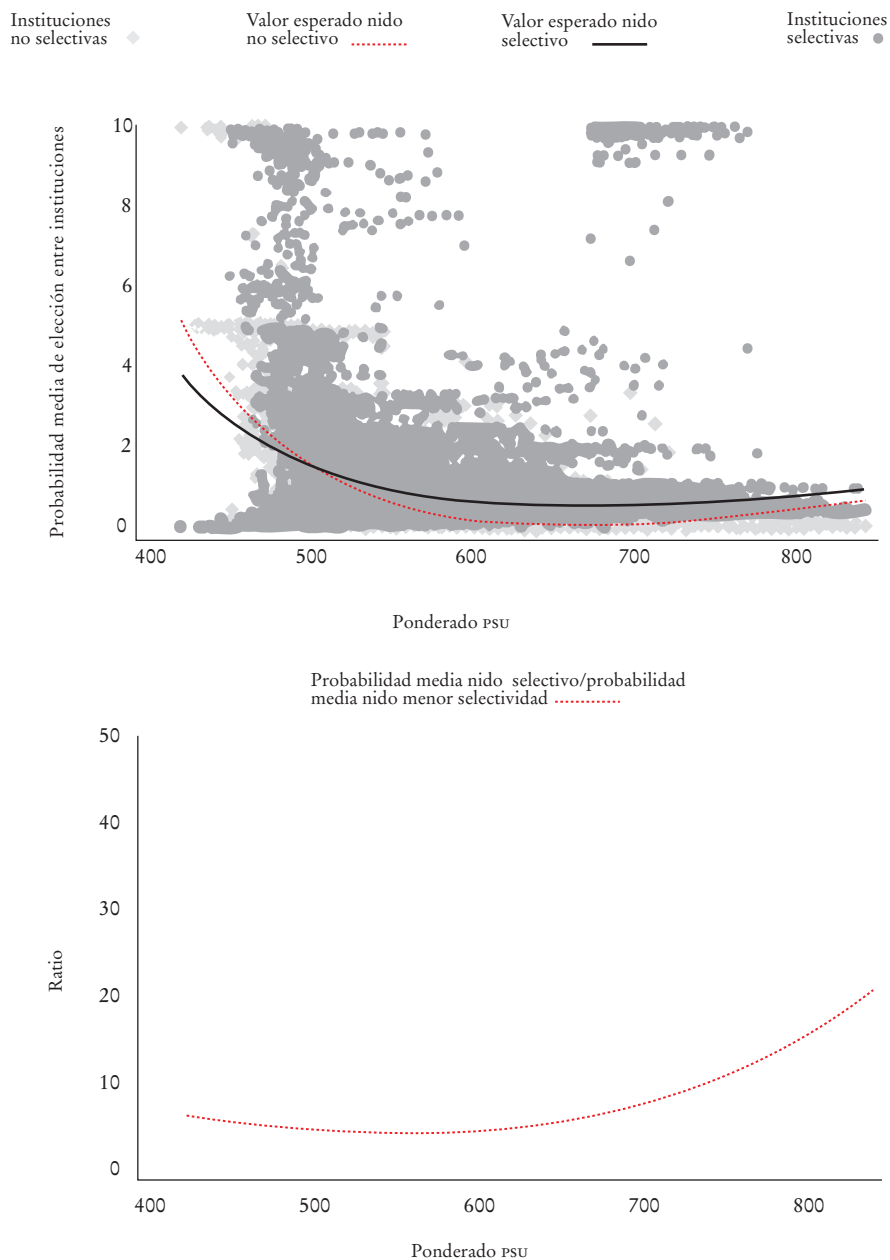 Instituciones
no selectivas
Valor esperado nido
no selectivo
Valor esperado nido
selectivo
Instituciones
selectivas
Probabilidad media de elección entre instituciones
10
8
6
4
2
0
400 500 600 700 800
Ponderado PSU
Probabilidad media nido selectivo/probabilidad
media nido menor selectividad
Ratio
50
40
30
20
10
0
400 500 600 700 800
Ponderado PSU